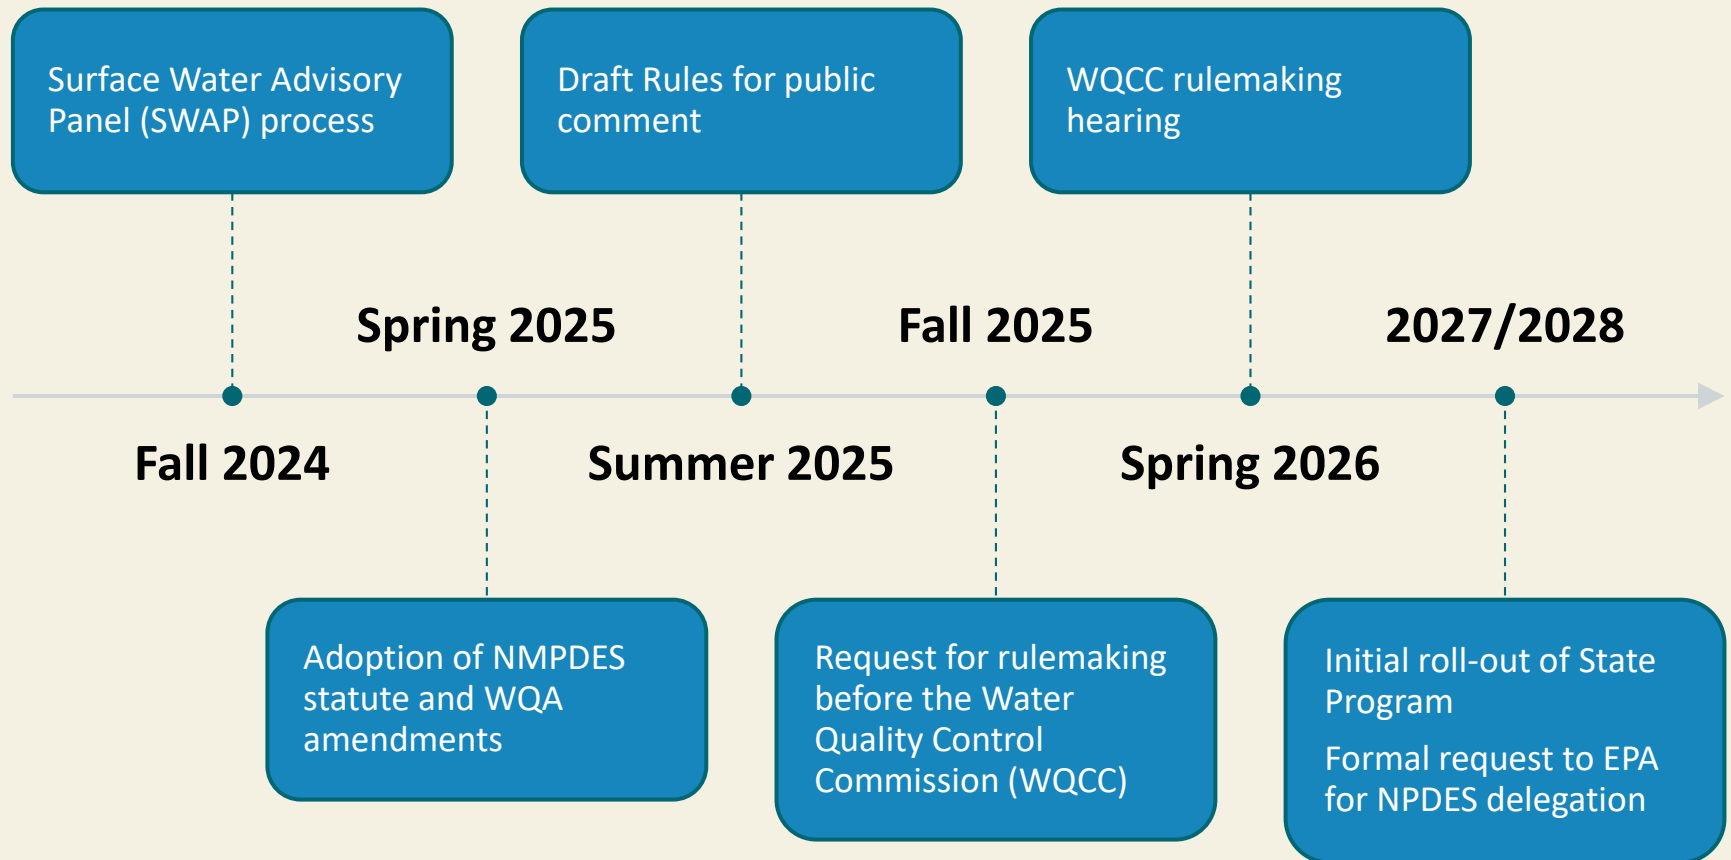 Surface Water Advisory
Panel (SWAP) process
Draft Rules for public
comment
WQCC rulemaking
hearing
Spring 2025
Fall 2025
2027/2028
Fall 2024
Summer 2025
Spring 2026
Adoption of NMPDES
statute and WQA
amendments
Request for rulemaking
before the Water
Quality Control
Commission (WQCC)
Initial roll-out of State
Program
Formal request to EPA
for NPDES delegation